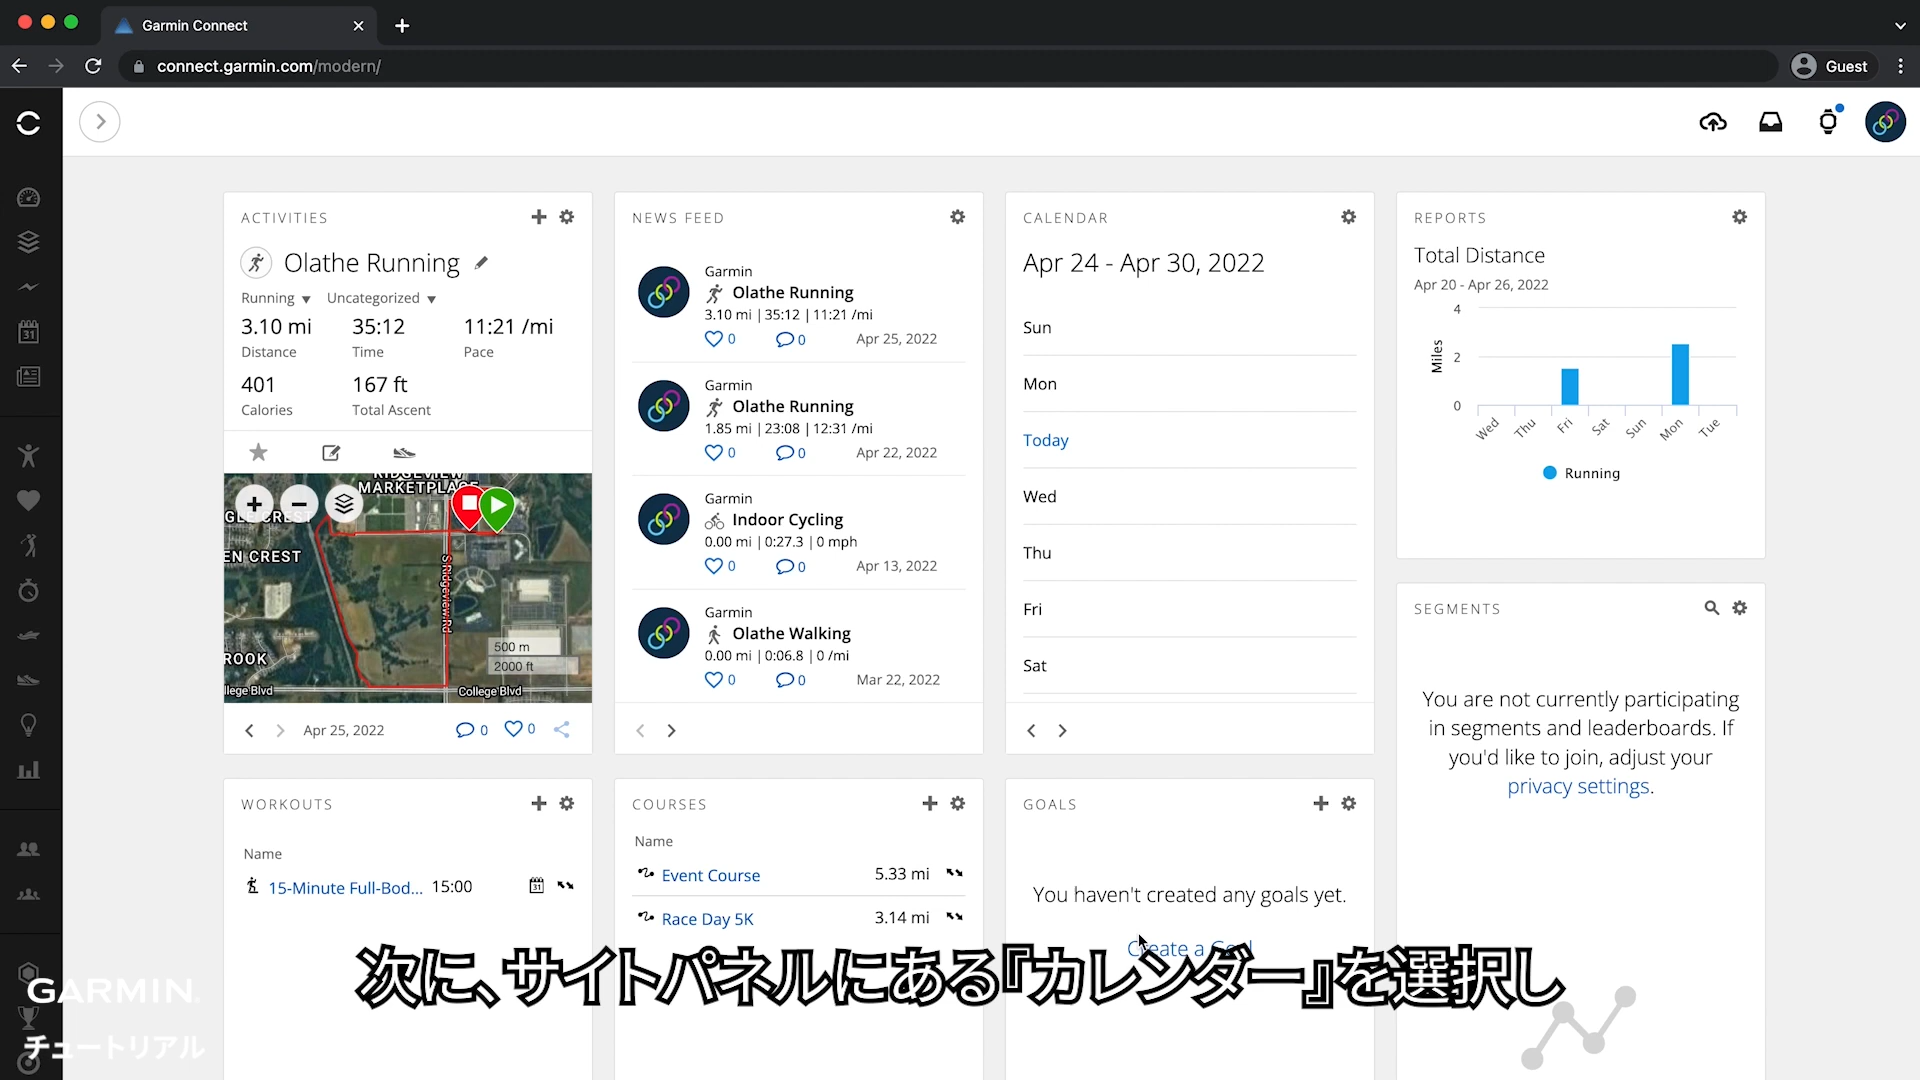 Garmin Connect
connect.garmin.com/modern/
Guest
ACTIVITIES
Olathe Running
Running Uncategorized
3.10 mi 35:12 11:21 /mi
Distance Time Pace
401 167 ft
Calories Total Ascent
RIDGEVIEW
MARKETPLACE
EN CREST
S Ridgeview Rd
500 m
2000 ft
ROOK
llege Blvd
College Blvd
Apr 25, 2022
0 0
NEWS FEED
Garmin
Olathe Running
3.10 mi | 35:12 | 11:21 /mi
0 0 Apr 25, 2022
Garmin
Olathe Running
1.85 mi | 23:08 | 12:31 /mi
0 0 Apr 22, 2022
Garmin
Indoor Cycling
0.00 mi | 0:27.3 | 0 mph
0 0 Apr 13, 2022
Garmin
Olathe Walking
0.00 mi | 0:06.8 | 0 /mi
0 0 Mar 22, 2022
CALENDAR
Apr 24 - Apr 30, 2022
Sun
Mon
Today
Wed
Thu
Fri
Sat
REPORTS
Total Distance
Apr 20 - Apr 26, 2022
Miles
4
2
0
Wed Thu Fri Sat Sun Mon Tue
Running
SEGMENTS
You are not currently participating
in segments and leaderboards. If
you'd like to join, adjust your
privacy settings.
WORKOUTS
Name
15-Minute Full-Bod... 15:00
31
COURSES
Name
Event Course 5.33 mi
Race Day 5K 3.14 mi
GOALS
You haven't created any goals yet.
Create a Goal
31
次に、サイトパネルにある『カレンダー』を選択し
GARMIN
チュートリアル